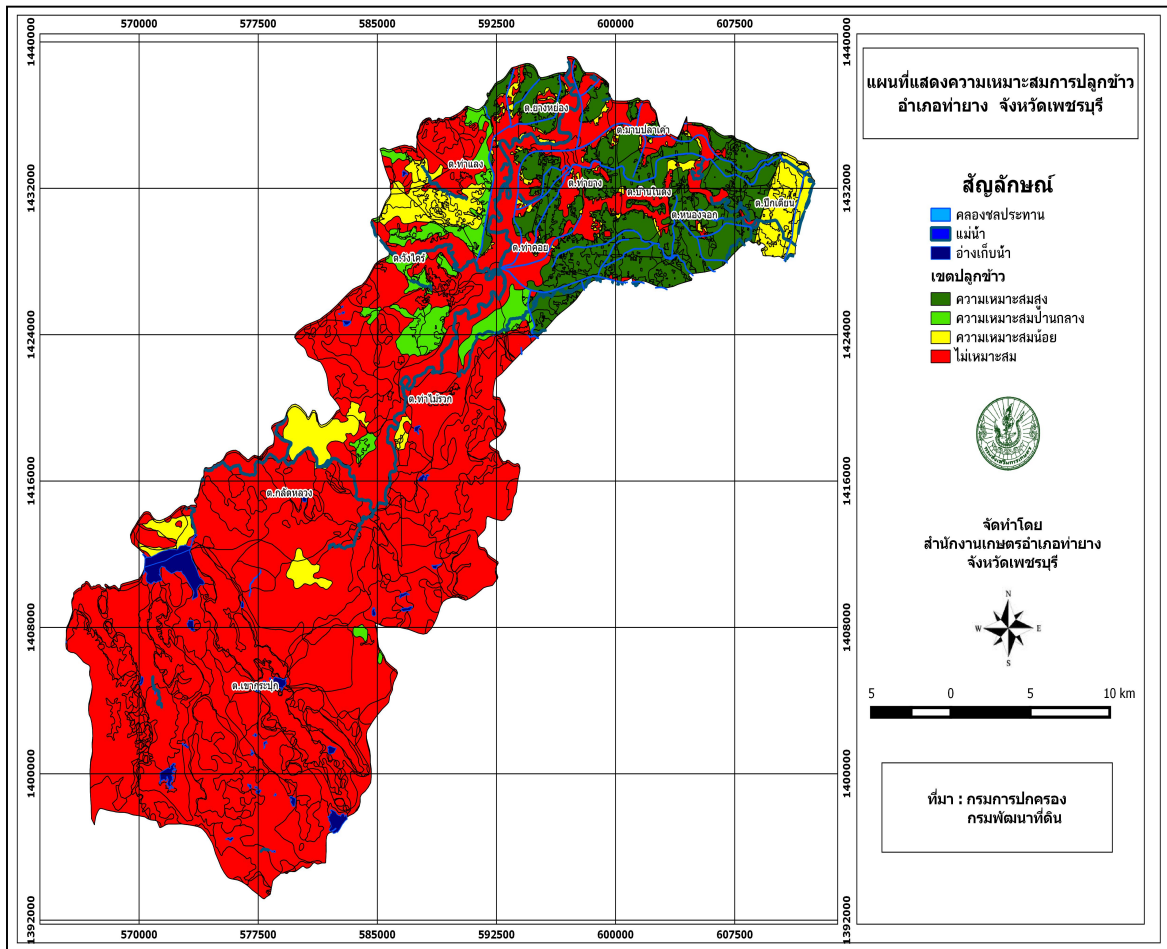 570000 577500 585000 592500 600000 607500
1440000 1440000
1432000 1432000
1424000 1424000
1416000 1416000
1408000 1408000
1400000 1400000
1392000 1392000
570000 577500 585000 592500 600000 607500
ต.ยางหย่อง
ต.มาบปลาเค้า
ต.ท่าแลง
ต.ท่ายาง
ต.บ้านในดง
ต.ปึกเตียน
ต.หนองจอก
ต.ท่าคอย
ต.วังไคร้
ต.ท่าไม้รวก
ต.กลัดหลวง
ต.เขากระปุก
แผนที่แสดงความเหมาะสมการปลูกข้าว
อำเภอท่ายาง จังหวัดเพชรบุรี
สัญลักษณ์
คลองชลประทาน
แม่น้ำ
อ่างเก็บน้ำ
เขตปลูกข้าว
ความเหมาะสมสูง
ความเหมาะสมปานกลาง
ความเหมาะสมน้อย
ไม่เหมาะสม
จัดทำโดย
สำนักงานเกษตรอำเภอท่ายาง
จังหวัดเพชรบุรี
N
W E
S
5 0 5 10 km
ที่มา : กรมการปกครอง
กรมพัฒนาที่ดิน